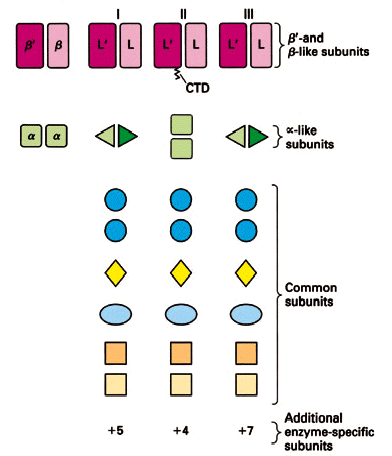 I II III
β′ β L′ L L′ L L′ L
β′-and
β-like subunits
CTD
α α
α-like
subunits
Common
subunits
+5 +4 +7
Additional
enzyme-specific
subunits